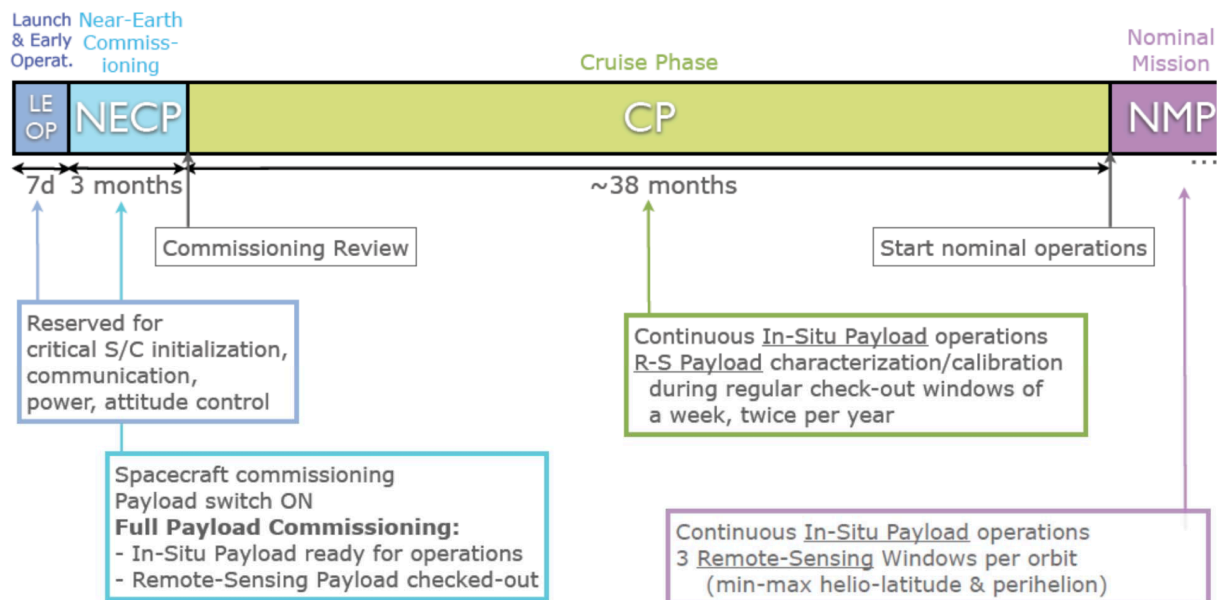 Launch
& Early
Operat.
Near-Earth
Commiss-
ioning
Cruise Phase
Nominal
Mission
LE
OP
NECP
CP
NMP
...
7d
3 months
~38 months
Commissioning Review
Start nominal operations
Reserved for
critical S/C initialization,
communication,
power, attitude control
Continuous In-Situ Payload operations
R-S Payload characterization/calibration
during regular check-out windows of
a week, twice per year
Spacecraft commissioning
Payload switch ON
Full Payload Commissioning:
- In-Situ Payload ready for operations
- Remote-Sensing Payload checked-out
Continuous In-Situ Payload operations
3 Remote-Sensing Windows per orbit
(min-max helio-latitude & perihelion)